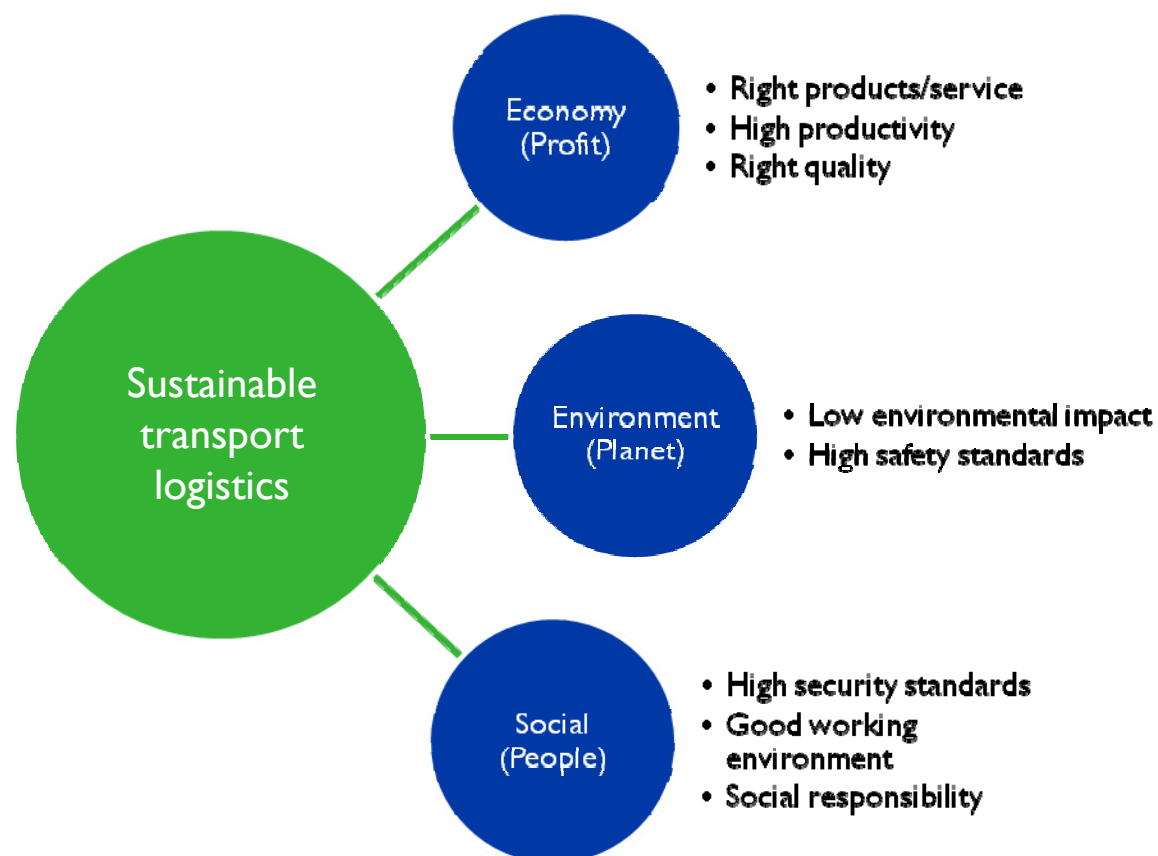 Economy
(Profit)
• Right products/service
• High productivity
• Right quality
Sustainable
transport
logistics
Environment
(Planet)
• Low environmental impact
• High safety standards
Social
(People)
• High security standards
• Good working
environment
• Social responsibility